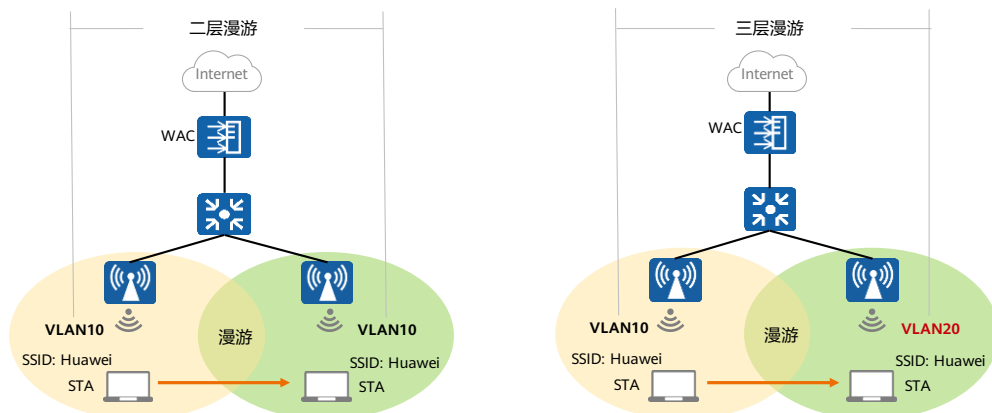 二层漫游
Internet
WAC
VLAN10
漫游
VLAN10
SSID: Huawei
SSID: Huawei
STA
STA
三层漫游
Internet
WAC
VLAN10
漫游
VLAN20
SSID: Huawei
SSID: Huawei
STA
STA